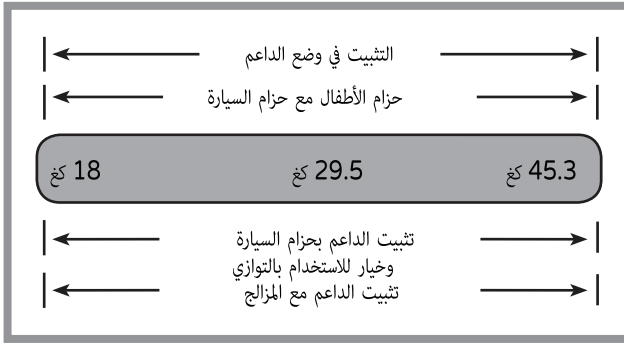 التثبيت في وضع الداعم
حزام الأطفال مع حزام السيارة
18 كغ
29.5 كغ
45.3 كغ
تثبيت الداعم بحزام السيارة
وخيار للاستخدام بالتوازي
تثبيت الداعم مع المزالج